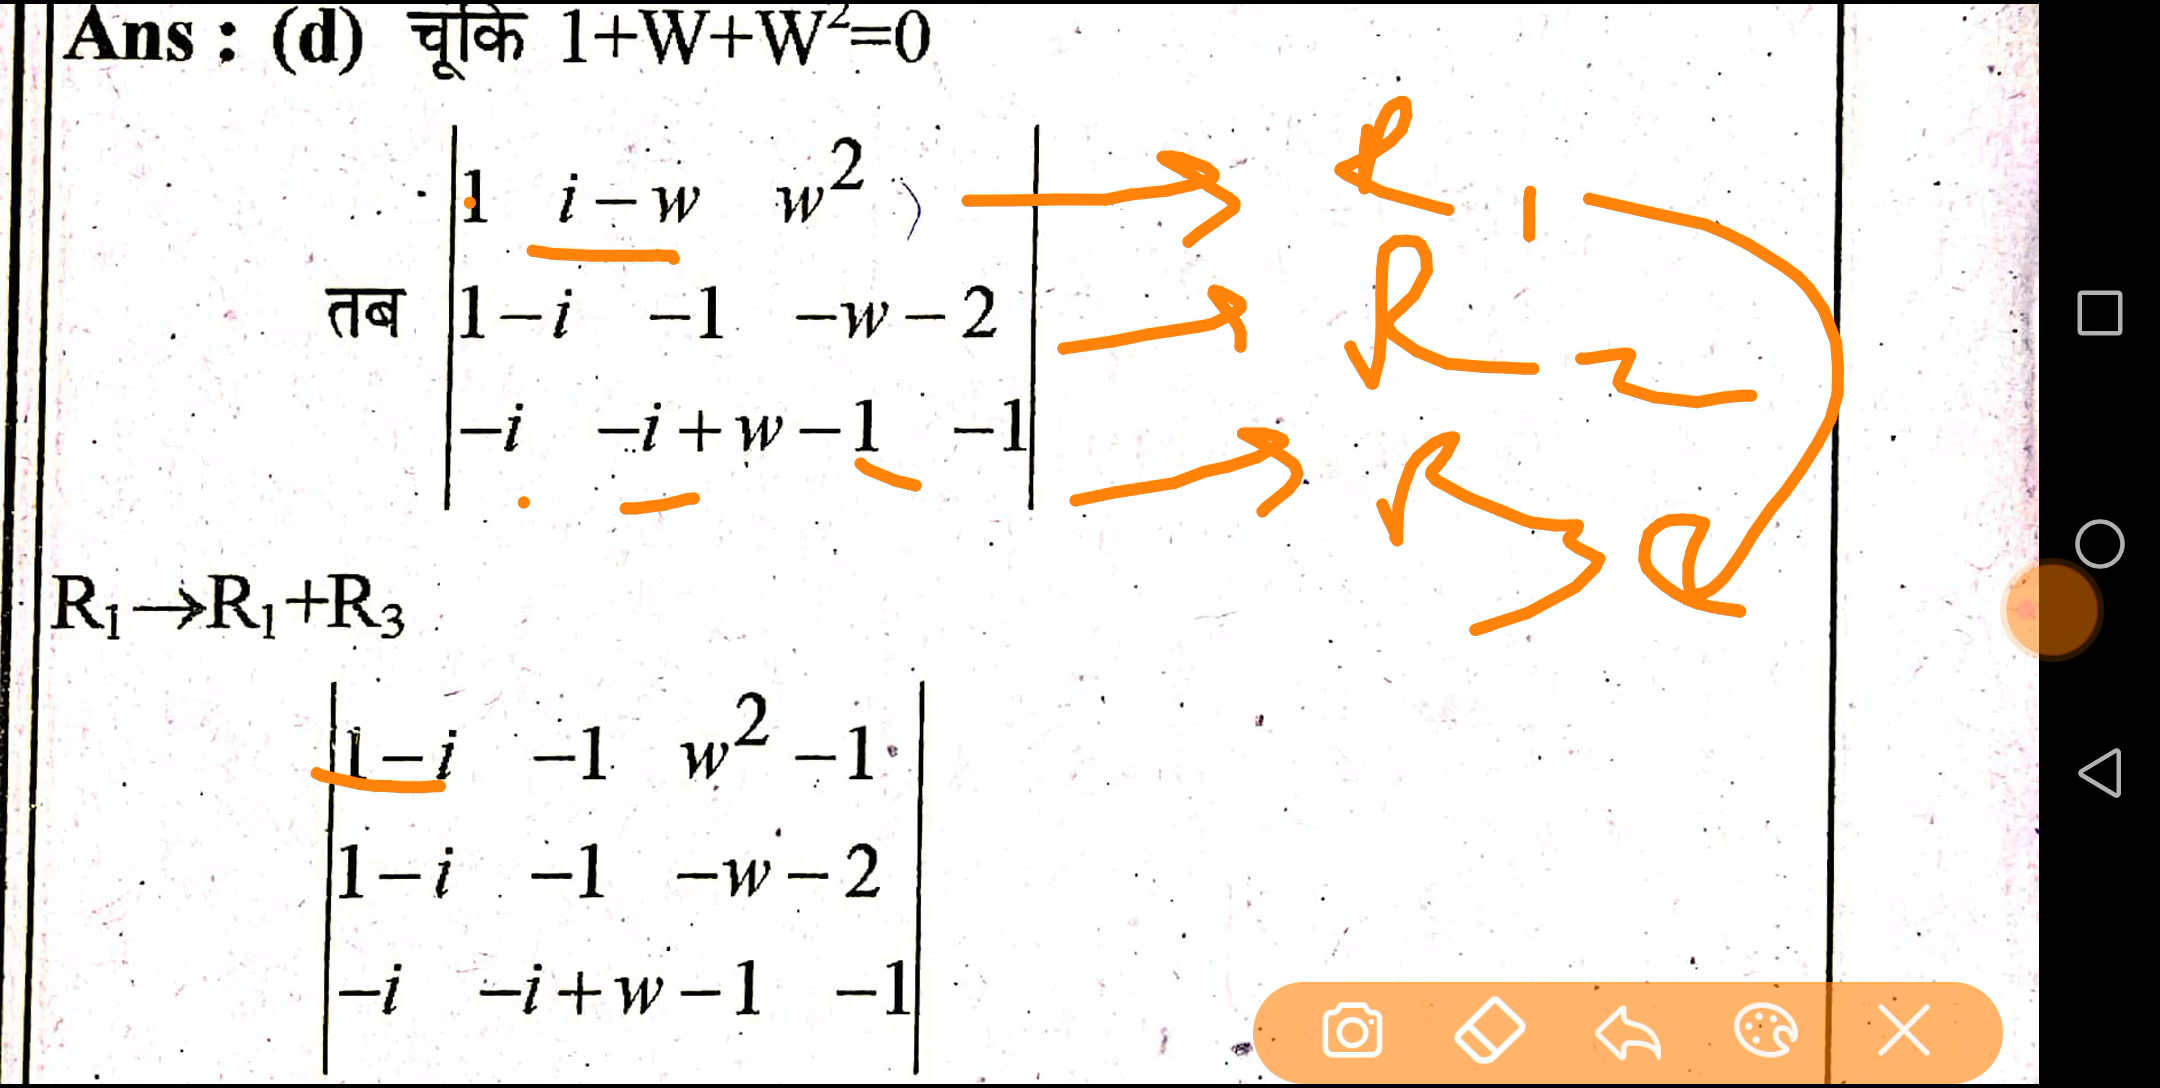 Ans : (d) चूंकि 1+W+W²=0
1 i – w w²
R 1
तब 1 – i –1 –w – 2
R 2
–i –i + w – 1 –1
R 3
R₁→R₁+R₃
1 – i –1 w² – 1
1 – i –1 –w – 2
–i –i + w – 1 –1